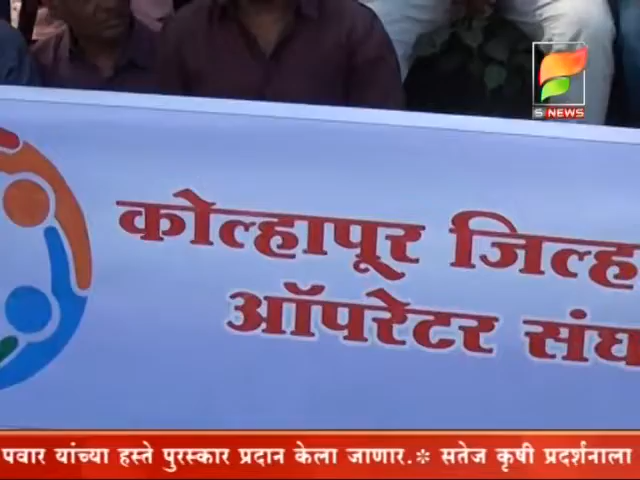 S NEWS
कोल्हापूर जिल्ह
ऑपरेटर संघ
पवार यांच्या हस्ते पुरस्कार प्रदान केला जाणार.* सतेज कृषी प्रदर्शनाला